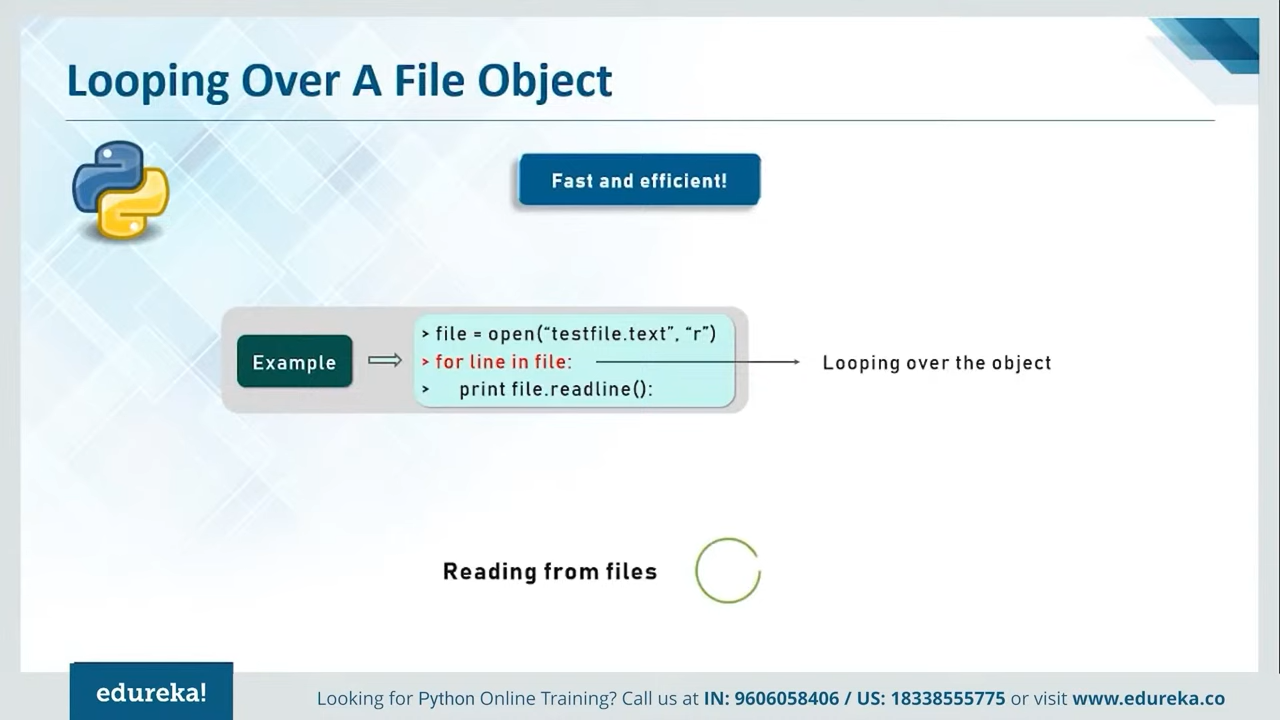 Looping Over A File Object
Fast and efficient!
Example
> file = open(“testfile.text”, “r”)
> for line in file:
> print file.readline():
Looping over the object
Reading from files
edureka!
Looking for Python Online Training? Call us at IN: 9606058406 / US: 18338555775 or visit www.edureka.co